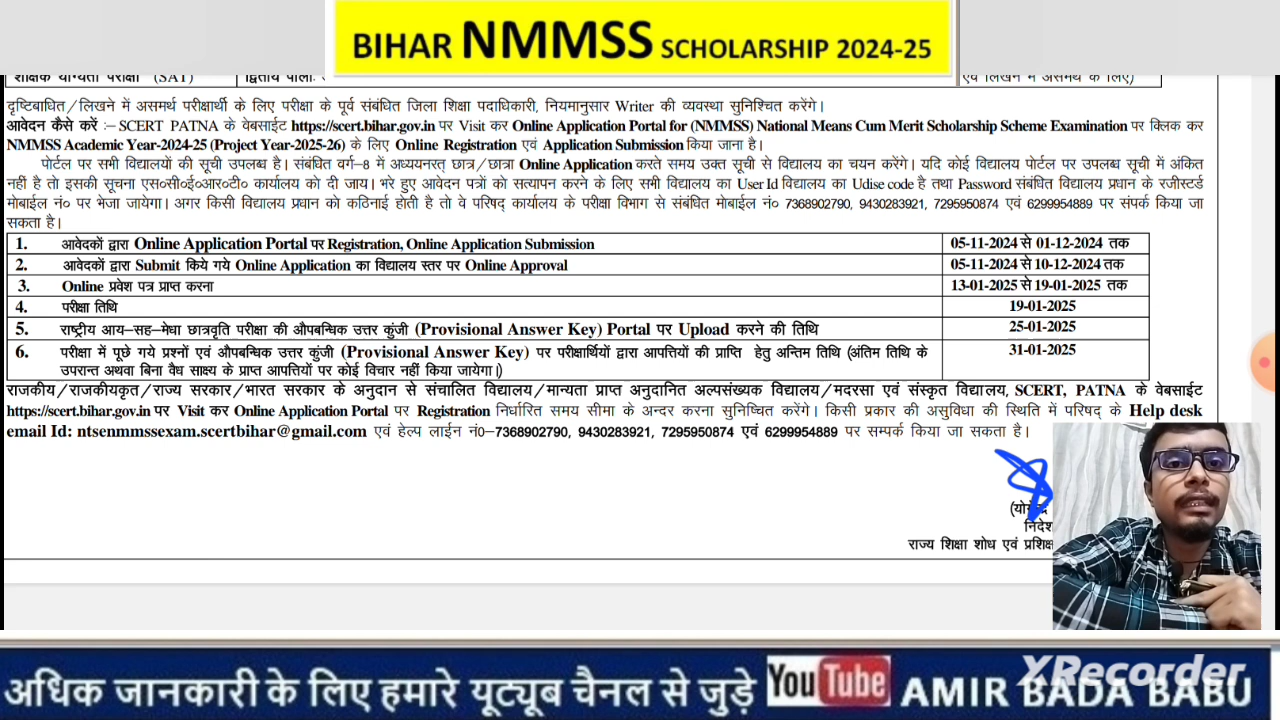 BIHAR NMMSS SCHOLARSHIP 2024-25
शैक्षिक योग्यता परीक्षा (SAT) द्वितीय पालीः एवं लिखने में असमर्थ के लिए)
दृष्टिबाधित/लिखने में असमर्थ परीक्षार्थी के लिए परीक्षा के पूर्व संबंधित जिला शिक्षा पदाधिकारी, नियमानुसार Writer की व्यवस्था सुनिश्चित करेंगे।
आवेदन कैसे करें :– SCERT PATNA के वेबसाईट https://scert.bihar.gov.in पर Visit कर Online Application Portal for (NMMSS) National Means Cum Merit Scholarship Scheme Examination पर क्लिक कर
NMMSS Academic Year-2024-25 (Project Year-2025-26) के लिए Online Registration एवं Application Submission किया जाना है।
पोर्टल पर सभी विद्यालयों की सूची उपलब्ध है। संबंधित वर्ग–8 में अध्ययनरत् छात्र/छात्रा Online Application करते समय उक्त सूची से विद्यालय का चयन करेंगे। यदि कोई विद्यालय पोर्टल पर उपलब्ध सूची में अंकित
नहीं है तो इसकी सूचना एस०सी०ई०आर०टी० कार्यालय को दी जाय। भरे हुए आवेदन पत्रों को सत्यापन करने के लिए सभी विद्यालय का User Id विद्यालय का Udise code है तथा Password संबंधित विद्यालय प्रधान के रजीस्टर्ड
मोबाईल नं० पर भेजा जायेगा। अगर किसी विद्यालय प्रधान को कठिनाई होती है तो वे परिषद् कार्यालय के परीक्षा विभाग से संबंधित मोबाईल नं० 7368902790, 9430283921, 7295950874 एवं 6299954889 पर संपर्क किया जा
सकता है।
1. आवेदकों द्वारा Online Application Portal पर Registration, Online Application Submission 05-11-2024 से 01-12-2024 तक
2. आवेदकों द्वारा Submit किये गये Online Application का विद्यालय स्तर पर Online Approval 05-11-2024 से 10-12-2024 तक
3. Online प्रवेश पत्र प्राप्त करना 13-01-2025 से 19-01-2025 तक
4. परीक्षा तिथि 19-01-2025
5. राष्ट्रीय आय–सह–मेधा छात्रवृति परीक्षा की औपबन्धिक उत्तर कुंजी (Provisional Answer Key) Portal पर Upload करने की तिथि 25-01-2025
6. परीक्षा में पूछे गये प्रश्नों एवं औपबन्धिक उत्तर कुंजी (Provisional Answer Key) पर परीक्षार्थियों द्वारा आपत्तियों की प्राप्ति हेतु अन्तिम तिथि (अंतिम तिथि के 31-01-2025
उपरान्त अथवा बिना वैध साक्ष्य के प्राप्त आपत्तियों पर कोई विचार नहीं किया जायेगा।)
राजकीय/राजकीयकृत/राज्य सरकार/भारत सरकार के अनुदान से संचालित विद्यालय/मान्यता प्राप्त अनुदानित अल्पसंख्यक विद्यालय/मदरसा एवं संस्कृत विद्यालय, SCERT, PATNA के वेबसाईट
https://scert.bihar.gov.in पर Visit कर Online Application Portal पर Registration निर्धारित समय सीमा के अन्दर करना सुनिष्चित करेंगे। किसी प्रकार की असुविधा की स्थिति में परिषद् के Help desk
email Id: ntsenmmssexam.scertbihar@gmail.com एवं हेल्प लाईन नं0–7368902790, 9430283921, 7295950874 एवं 6299954889 पर सम्पर्क किया जा सकता है।
राज्य शिक्षा शोध एवं
अधिक जानकारी के लिए हमारे यूट्यूब चैनल से जुड़े YouTube AMIR BADA BABU
XRecorder